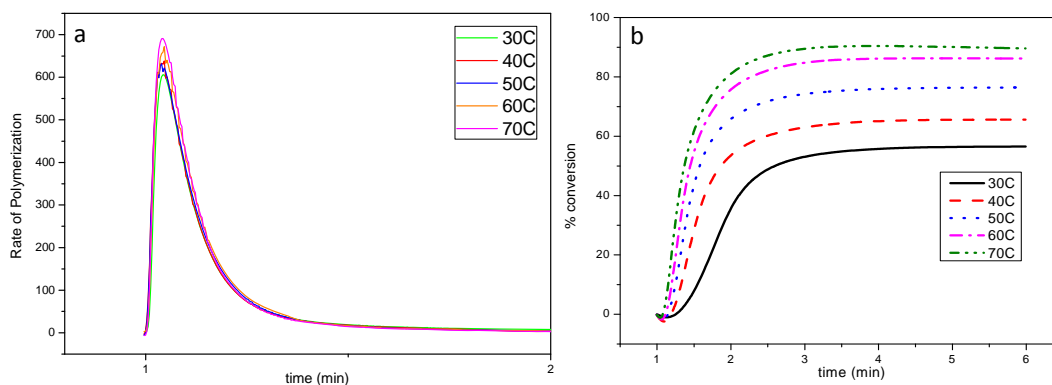 a
Rate of Polymerization
700
600
500
400
300
200
100
0
1
2
time (min)
30C
40C
50C
60C
70C
b
% conversion
100
80
60
40
20
0
1
2
3
4
5
6
time (min)
30C
40C
50C
60C
70C